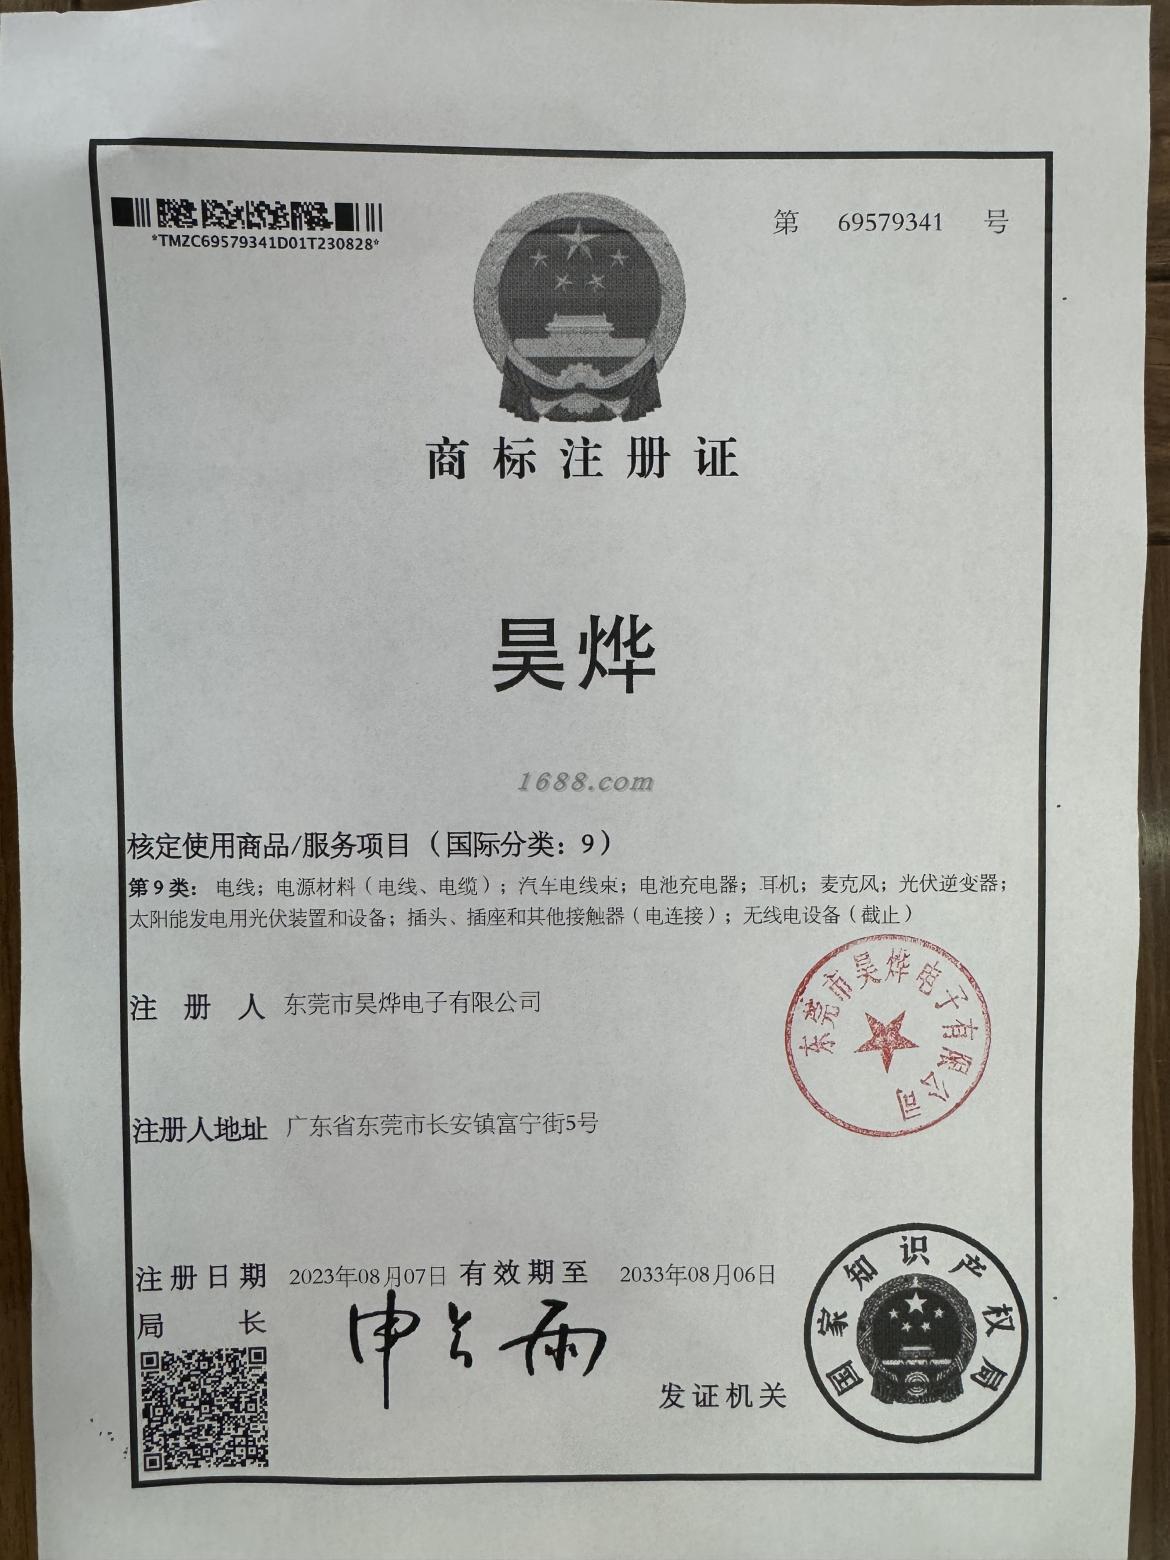 *TMZC69579341D01T230828*
第 69579341 号
商标注册证
昊烨
1688.com
核定使用商品/服务项目（国际分类：9）
第9类：电线；电源材料（电线、电缆）；汽车电线束；电池充电器；耳机；麦克风；光伏逆变器；
太阳能发电用光伏装置和设备；插头、插座和其他接触器（电连接）；无线电设备（截止）
注册人 东莞市昊烨电子有限公司
东莞市昊烨电子有限公司
注册人地址 广东省东莞市长安镇富宁街5号
注册日期 2023年08月07日 有效期至 2033年08月06日
局长 申长雨
发证机关
国家知识产权局